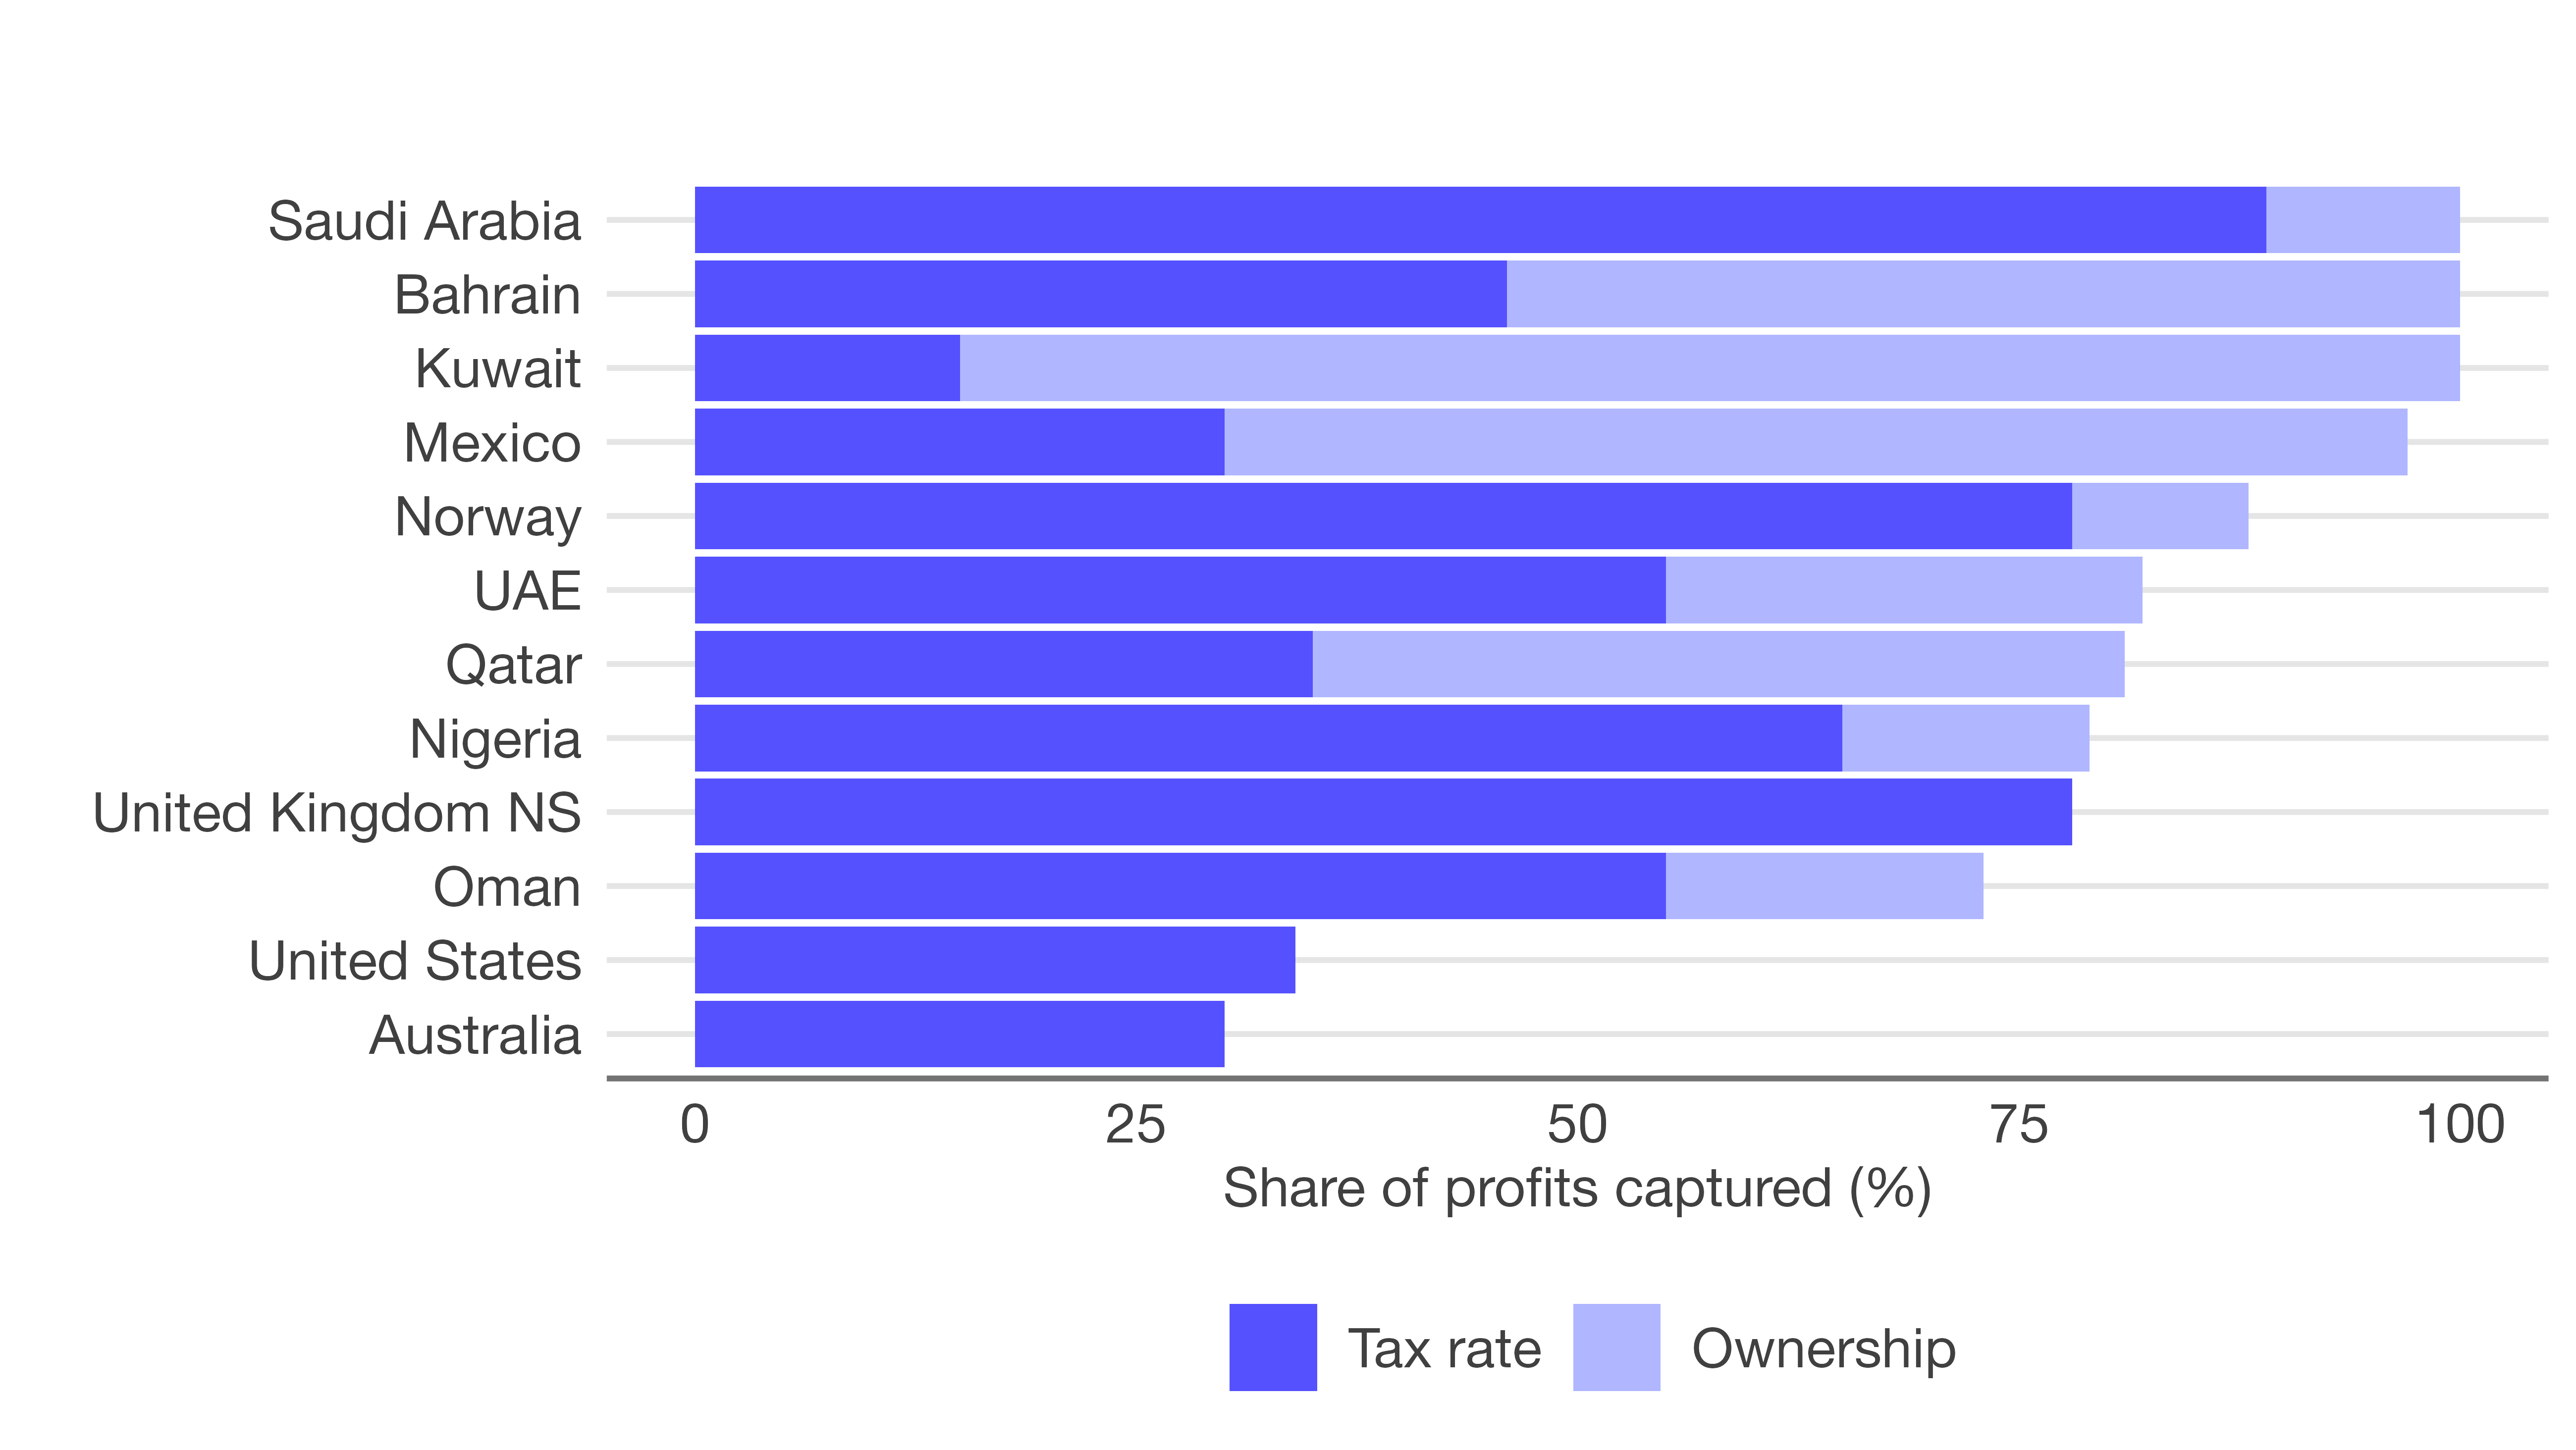 Saudi Arabia
Bahrain
Kuwait
Mexico
Norway
UAE
Qatar
Nigeria
United Kingdom NS
Oman
United States
Australia
0 25 50 75 100
Share of profits captured (%)
Tax rate Ownership